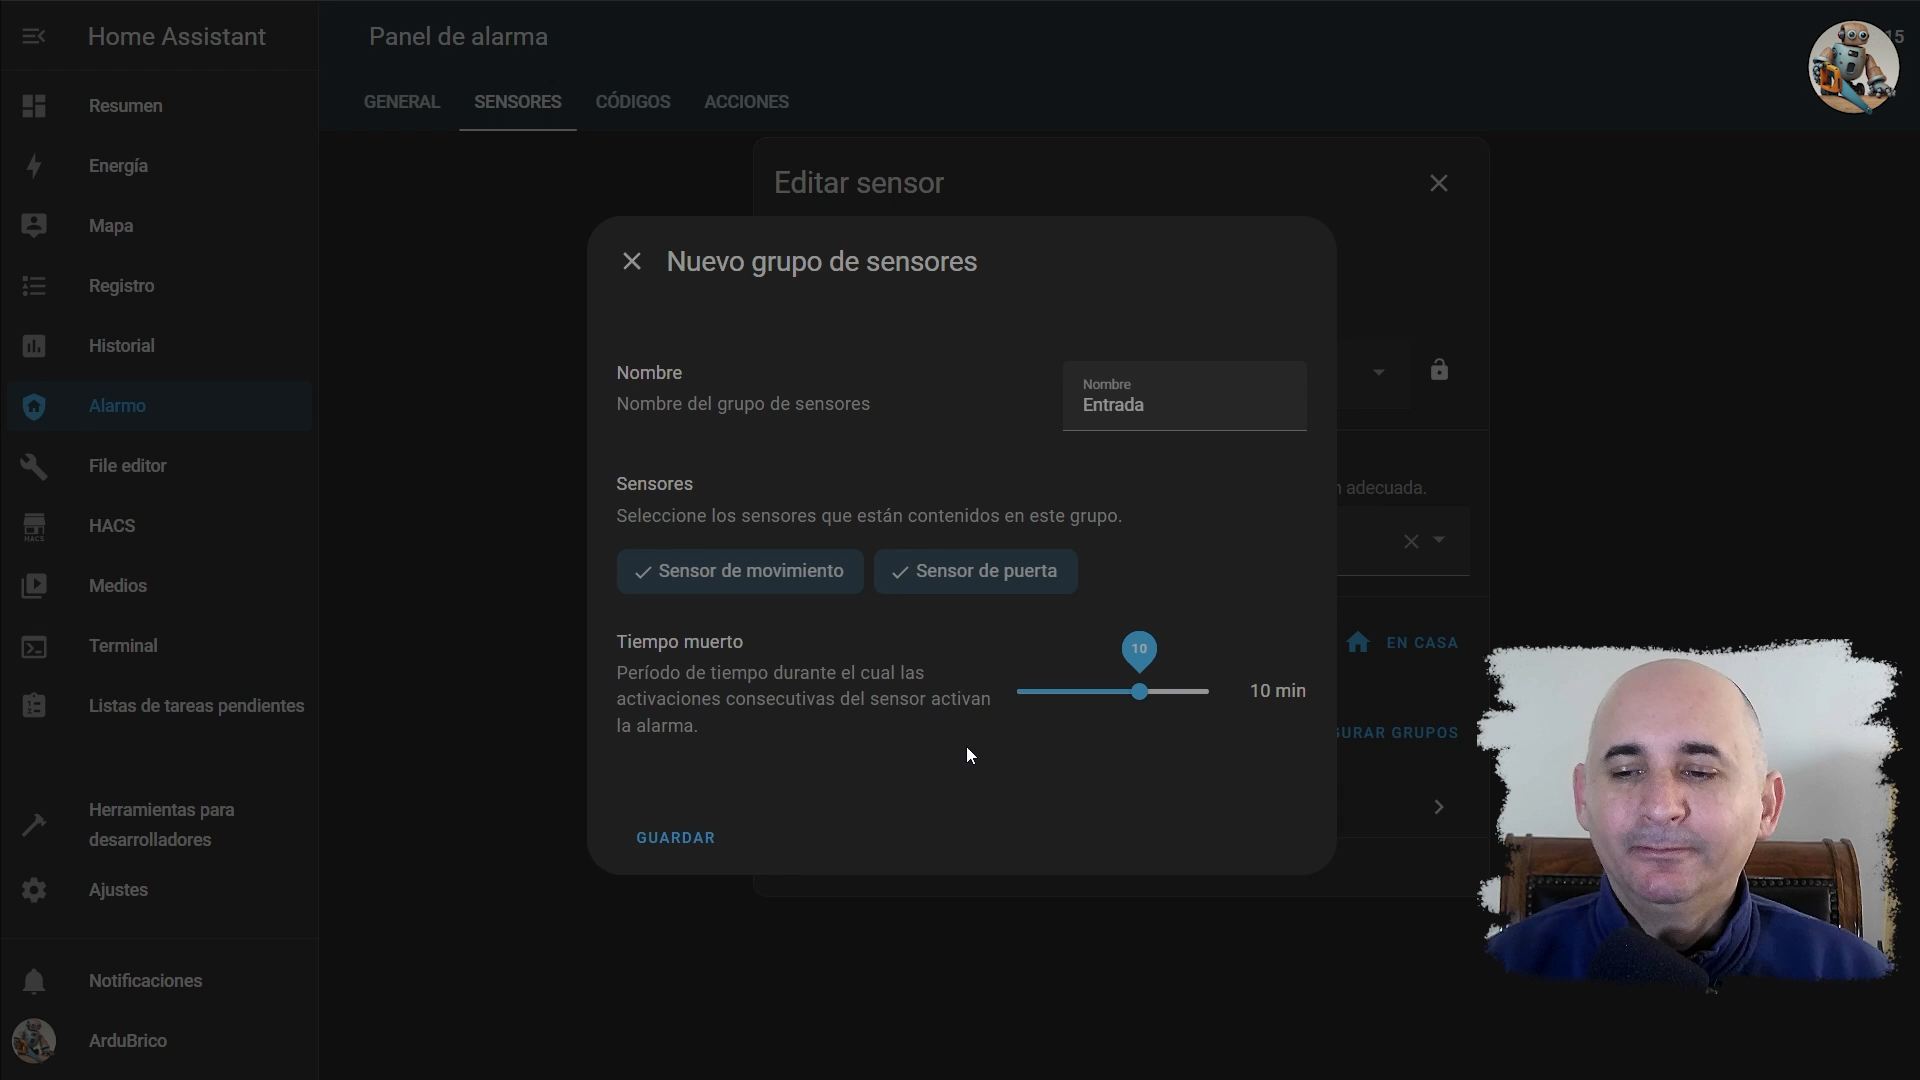 Home Assistant
Resumen
Energía
Mapa
Registro
Historial
Alarmo
File editor
HACS
HACS
Medios
Terminal
Listas de tareas pendientes
Herramientas para
desarrolladores
Ajustes
Notificaciones
ArduBrico
Panel de alarma
15
GENERAL SENSORES CÓDIGOS ACCIONES
Editar sensor
Nuevo grupo de sensores
Nombre
Nombre del grupo de sensores
Nombre
Entrada
Sensores
Seleccione los sensores que están contenidos en este grupo.
Sensor de movimiento Sensor de puerta
Tiempo muerto
Período de tiempo durante el cual las
activaciones consecutivas del sensor activan
la alarma.
10
10 min
GUARDAR
adecuada.
EN CASA
GURAR GRUPOS